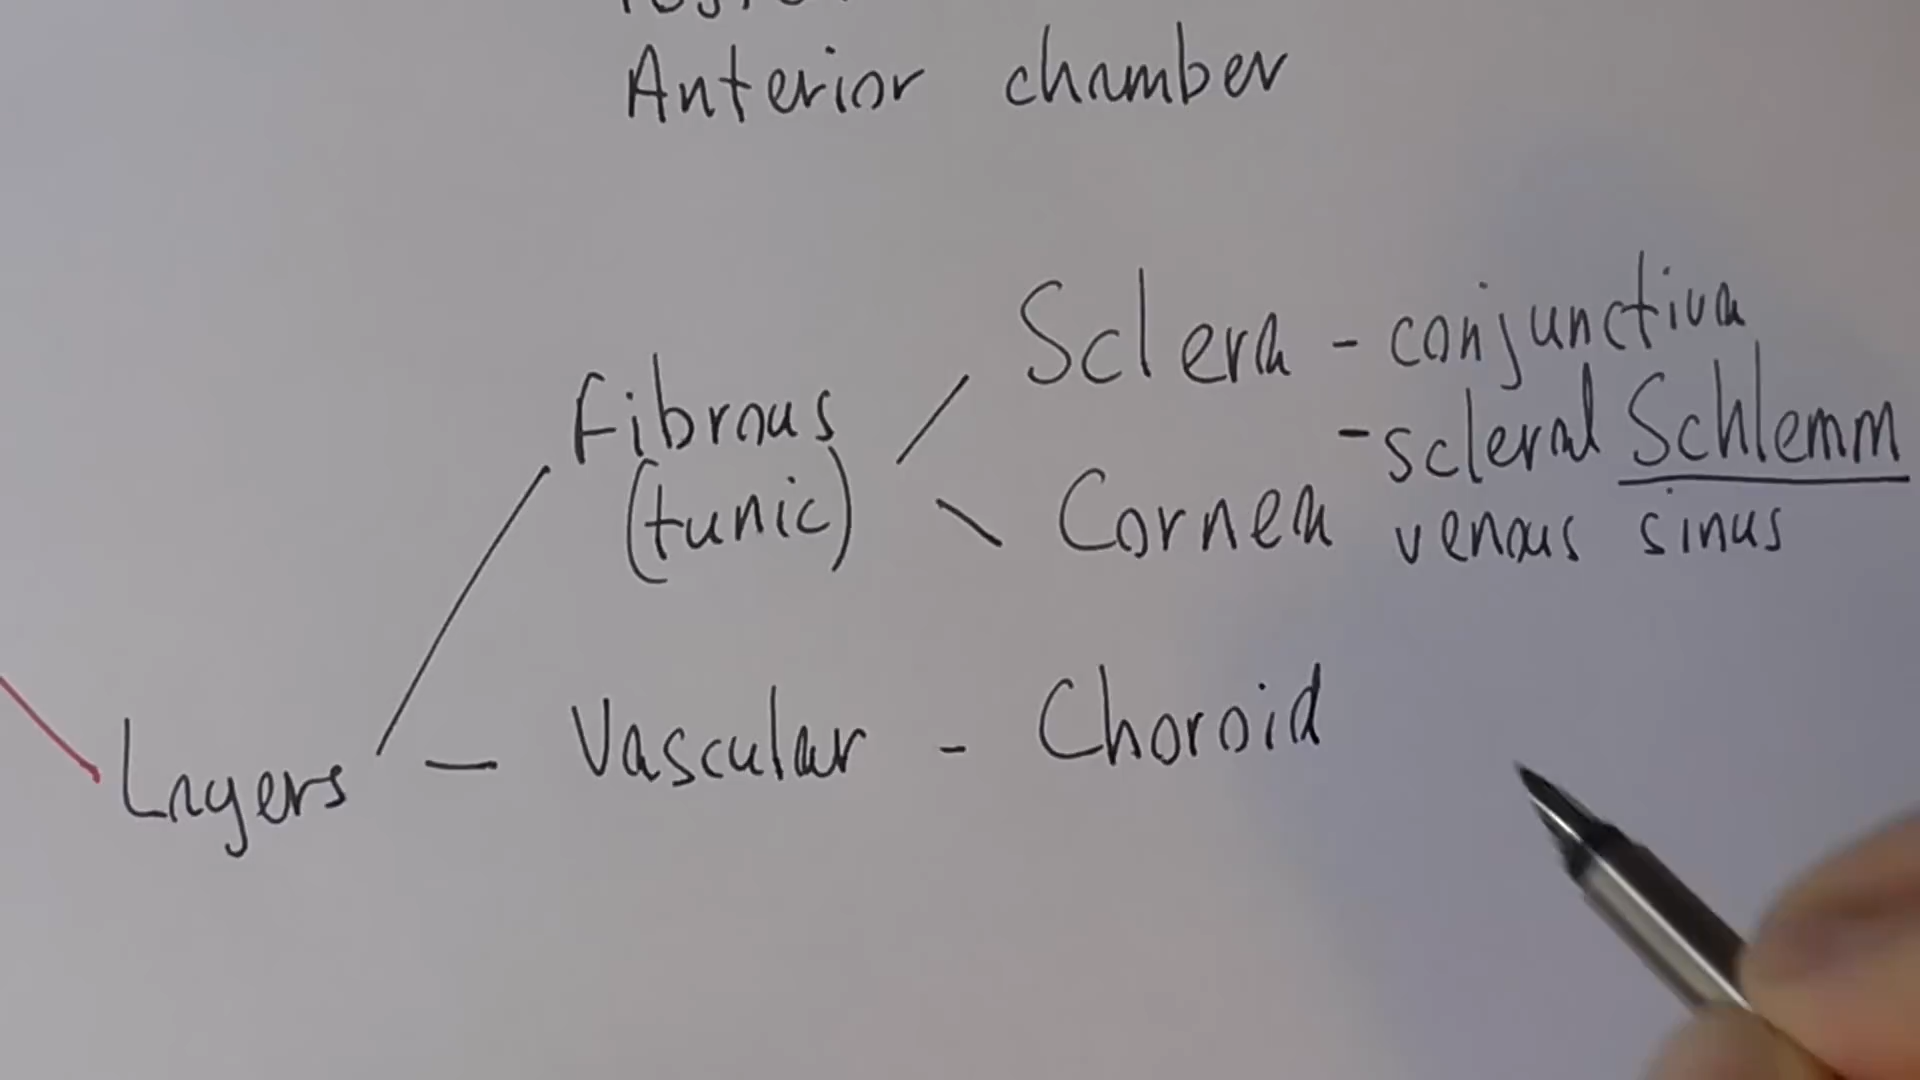 Anterior chamber
Sclera - conjunctiva
Fibrous
(tunic)
- scleral Schlemm
venous sinus
Cornea
Layers - Vascular - Choroid